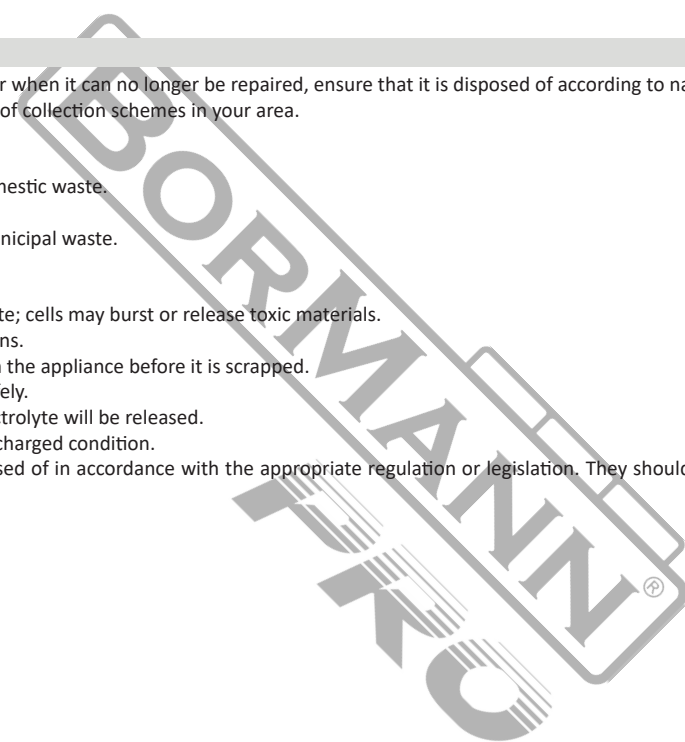 r when it can no longer be repaired, ensure that it is disposed of according to na
of collection schemes in your area.
mestic waste.
nicipal waste.
te; cells may burst or release toxic materials.
ns.
the appliance before it is scrapped.
ely.
trolyte will be released.
charged condition.
sed of in accordance with the appropriate regulation or legislation. They should
BORMANN®
PRO